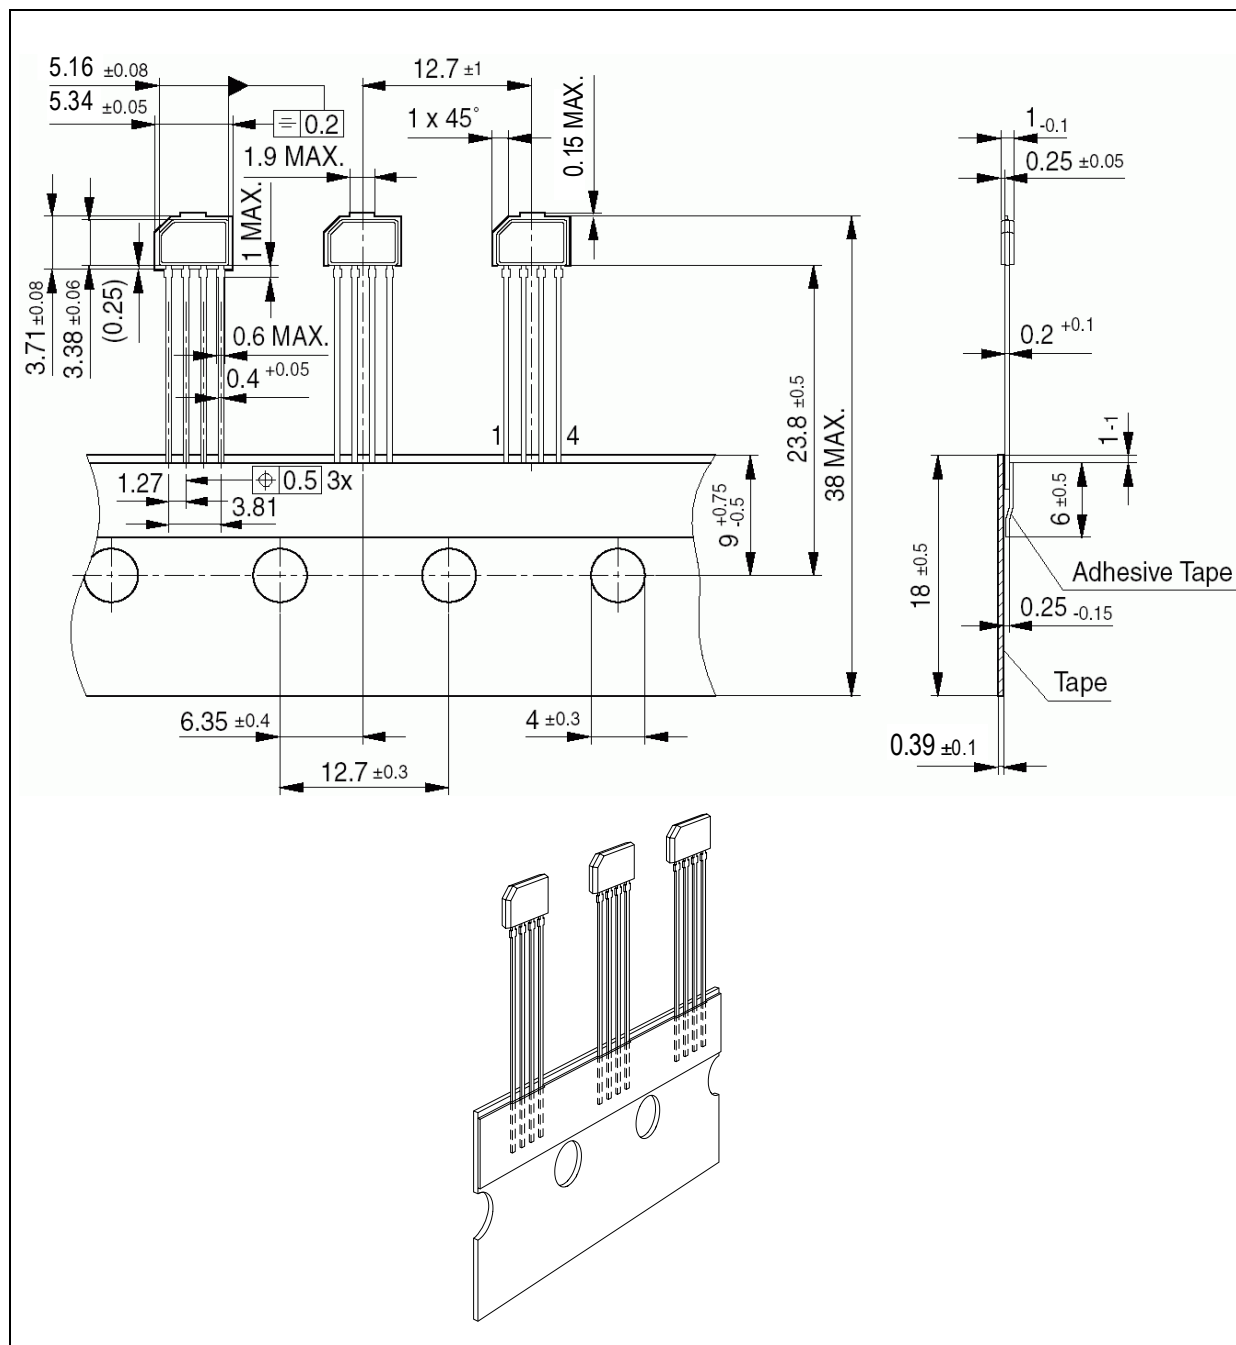 5.16 ±0.08
12.7 ±1
5.34 ±0.05
0.2
1 x 45°
0.15 MAX.
1 -0.1
1.9 MAX.
0.25 ±0.05
1 MAX.
3.71 ±0.08
3.38 ±0.06
(0.25)
0.6 MAX.
0.2 +0.1
0.4 +0.05
23.8 ±0.5
38 MAX.
1
4
1 -1
1.27
0.5 3x
3.81
9 +0.75 -0.5
6 ±0.5
18 ±0.5
Adhesive Tape
0.25 -0.15
Tape
6.35 ±0.4
4 ±0.3
0.39 ±0.1
12.7 ±0.3